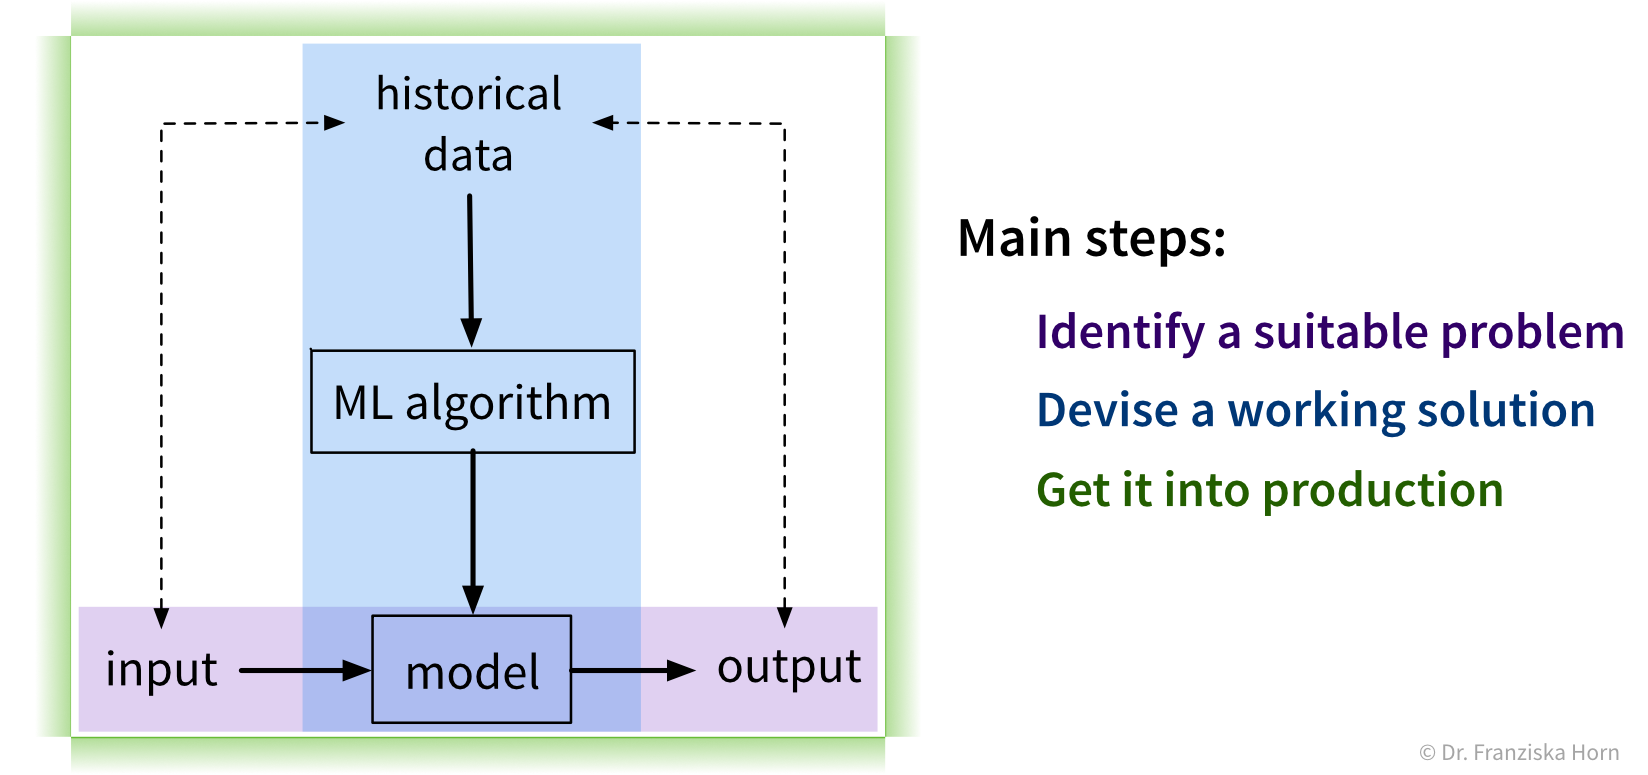 historical
data
ML algorithm
input
model
output
Main steps:
Identify a suitable problem
Devise a working solution
Get it into production
© Dr. Franziska Horn